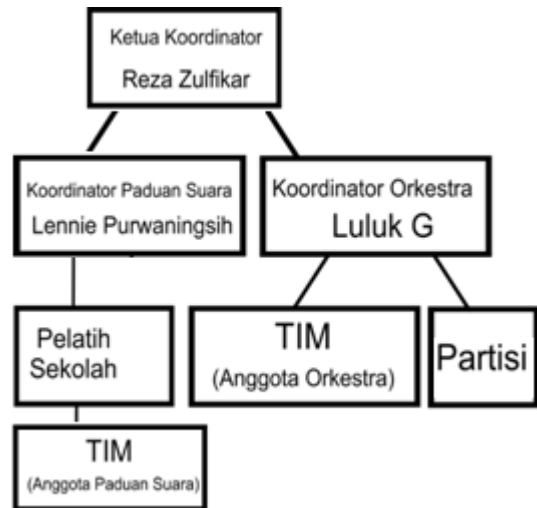 Ketua Koordinator
Reza Zulfikar
Koordinator Paduan Suara
Lennie Purwaningsih
Koordinator Orkestra
Luluk G
Pelatih
Sekolah
TIM
(Anggota Orkestra)
Partisi
TIM
(Anggota Paduan Suara)